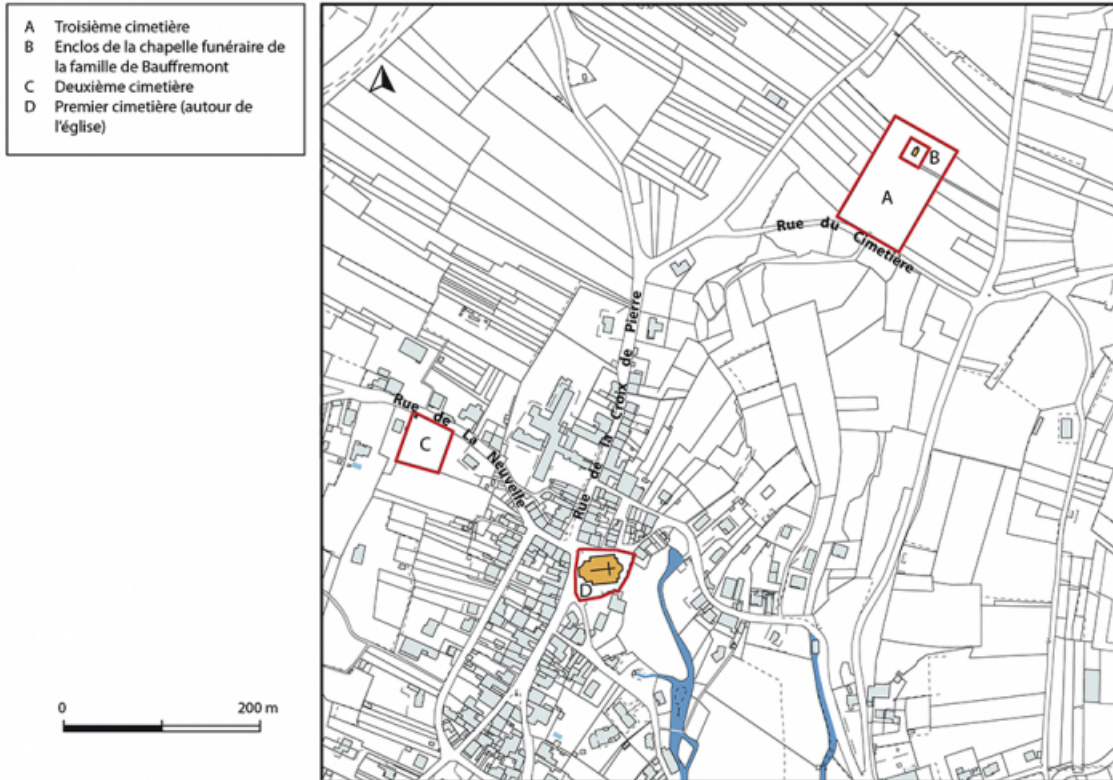 A Troisième cimetière
B Enclos de la chapelle funéraire de
la famille de Bauffremont
C Deuxième cimetière
D Premier cimetière (autour de
l'église)
B
A
Rue du Cimetière
Rue de la Croix de Pierre
Rue de La Neuvelle
C
D
0 200 m